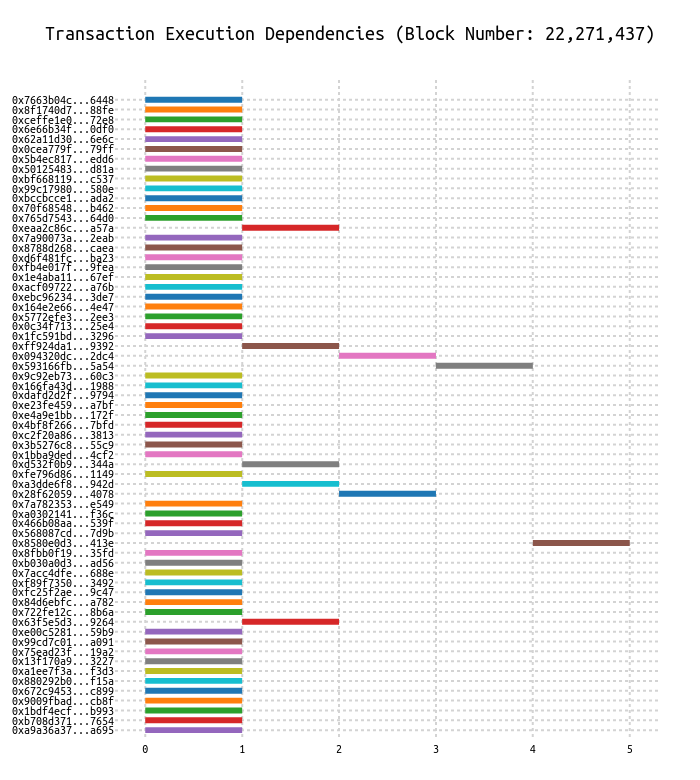 Transaction Execution Dependencies (Block Number: 22,271,437)
0x7663b04c...6448
0x8f1740d7...88fe
0xceffe1e0...72e8
0x6e66b34f...0df0
0x62a11d30...6e6c
0x0cea779f...79ff
0x5b4ec817...edd6
0x50125483...d81a
0xbf668119...c537
0x99c17980...580e
0xbccbcce1...ada2
0x70f68548...b462
0x765d7543...64d0
0xeaa2c86c...a57a
0x7a90073a...2eab
0x8788d268...caea
0xd6f481fc...ba23
0xfb4e017f...9fea
0x1e4aba11...67ef
0xacf09722...a76b
0xebc96234...3de7
0x164e2e66...4e47
0x5772efe3...2ee3
0x0c34f713...25e4
0x1fc591bd...3296
0xff924da1...9392
0x094320dc...2dc4
0x593166fb...5a54
0x9c92eb73...60c3
0x166fa43d...1988
0xdafd2d2f...9794
0xe23fe459...a7bf
0xe4a9e1bb...172f
0x4bf8f266...7bfd
0xc2f20a86...3813
0x3b5276c8...55c9
0x1bba9ded...4cf2
0xd532f0b9...344a
0xfe796d86...1149
0xa3dde6f8...942d
0x28f62059...4078
0x7a782353...e549
0xa0302141...f36c
0x466b08aa...539f
0x568087cd...7d9b
0x8580e0d3...413e
0x8fbb0f19...35fd
0xb030a0d3...ad56
0x7acc4dfe...688e
0xf89f7350...3492
0xfc25f2ae...9c47
0x84d6ebfc...a782
0x722fe12c...8b6a
0x63f5e5d3...9264
0xe00c5281...59b9
0x99cd7c01...a091
0x75ead23f...19a2
0x13f170a9...3227
0xa1ee7f3a...f3d3
0x880292b0...f15a
0x672c9453...c899
0x9009fbad...cb8f
0x1bdf4ecf...b993
0xb708d371...7654
0xa9a36a37...a695
0 1 2 3 4 5